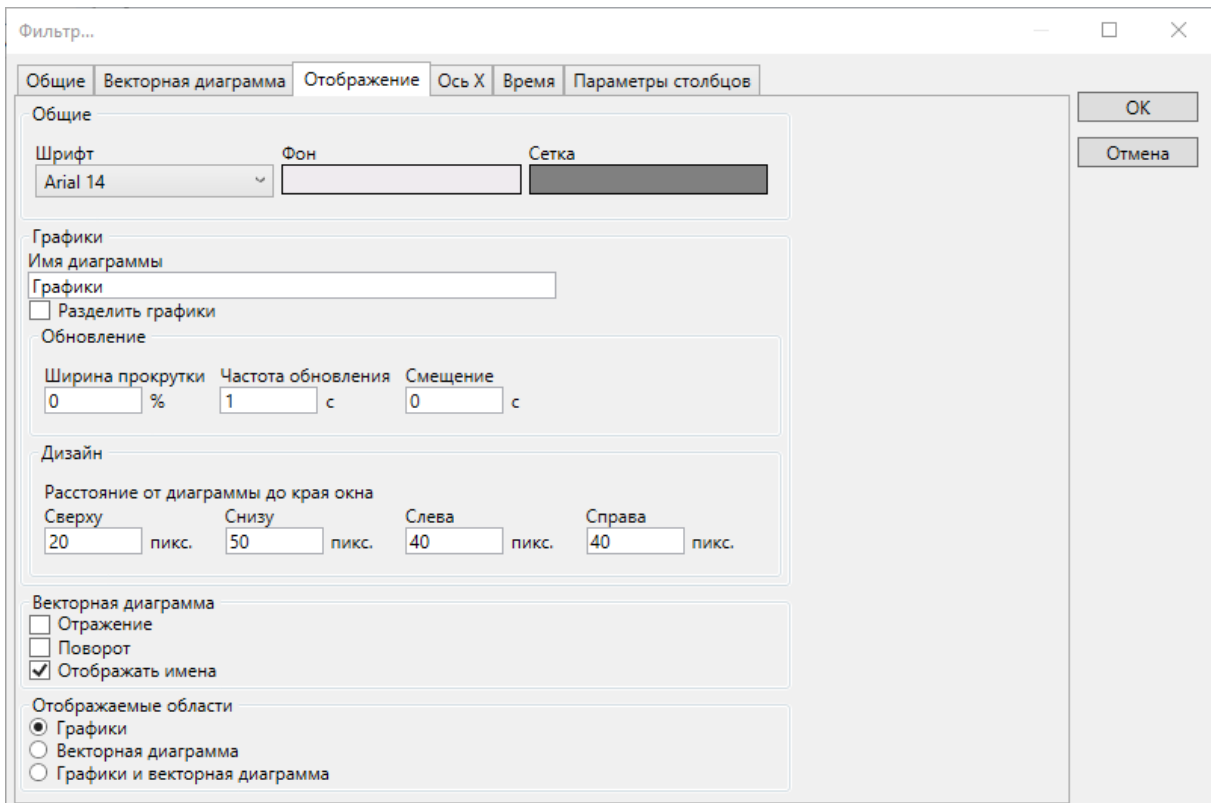 Фильтр...
Общие Векторная диаграмма Отображение Ось X Время Параметры столбцов
ОК
Отмена
Общие
Шрифт Фон Сетка
Arial 14
Графики
Имя диаграммы
Графики
Разделить графики
Обновление
Ширина прокрутки Частота обновления Смещение
0 % 1 с 0 с
Дизайн
Расстояние от диаграммы до края окна
Сверху Снизу Слева Справа
20 пикс. 50 пикс. 40 пикс. 40 пикс.
Векторная диаграмма
Отражение
Поворот
Отображать имена
Отображаемые области
Графики
Векторная диаграмма
Графики и векторная диаграмма